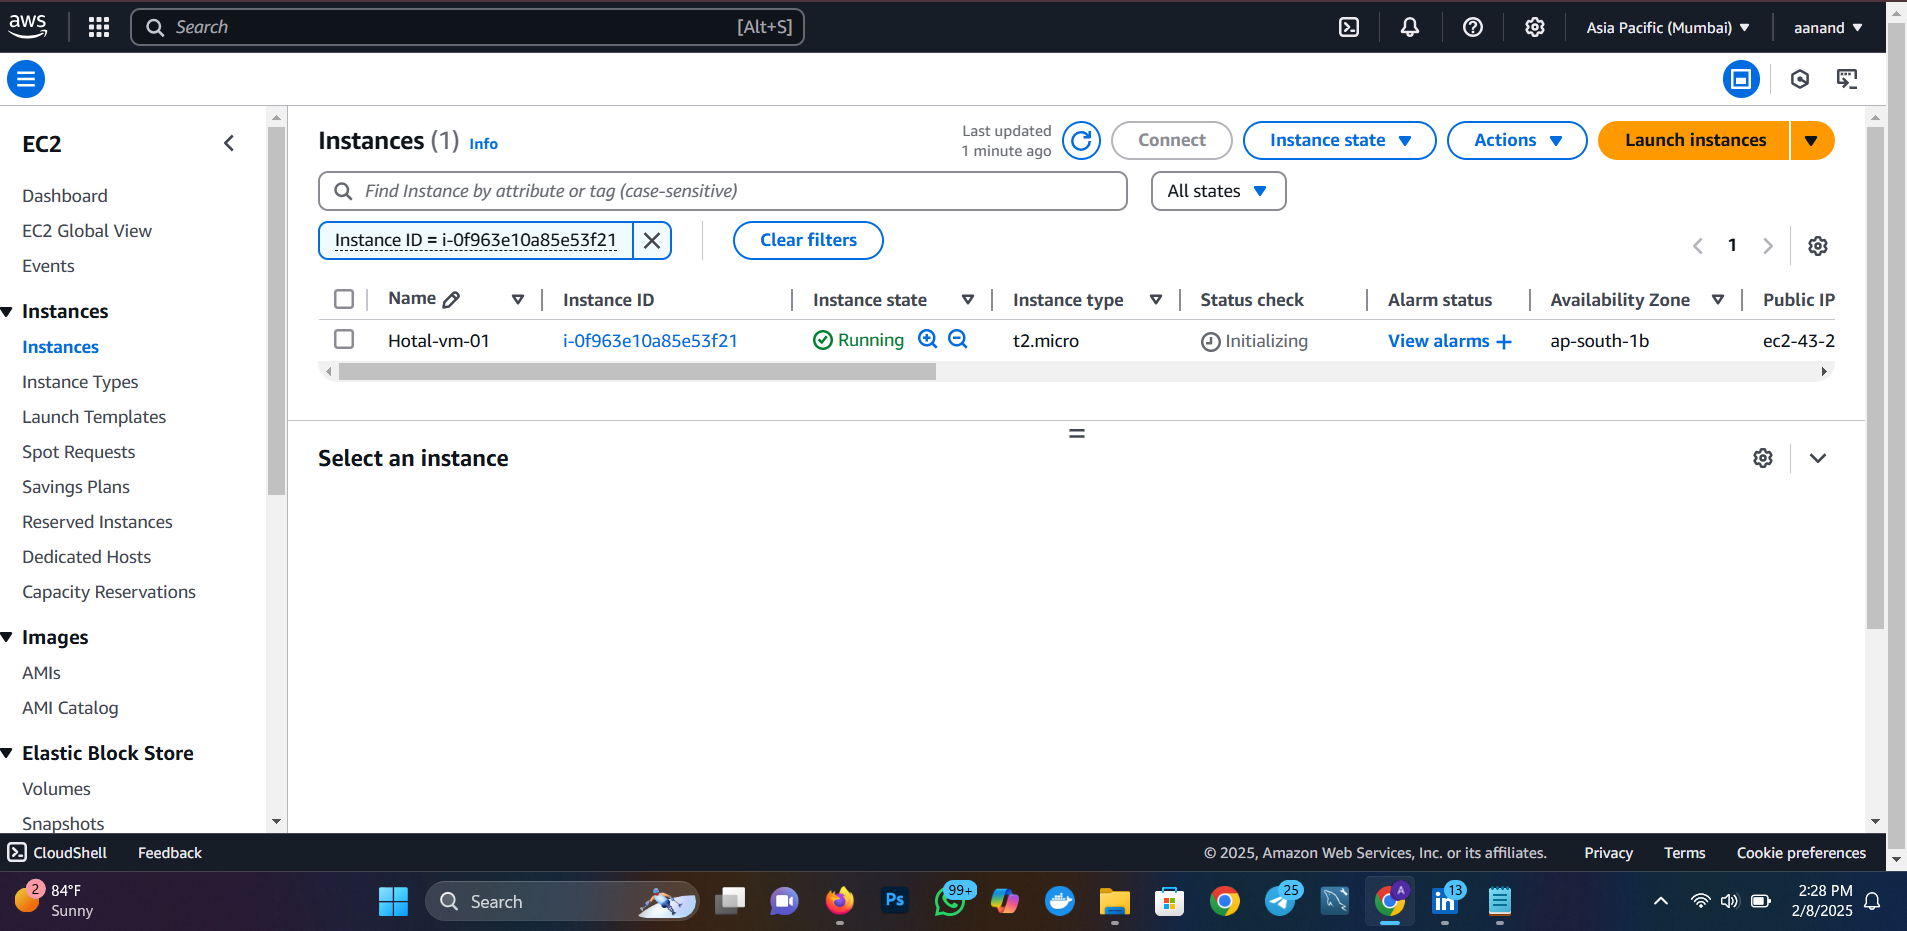 aws
Search [Alt+S]
Asia Pacific (Mumbai)
aanand
EC2
Dashboard
EC2 Global View
Events
Instances
Instances
Instance Types
Launch Templates
Spot Requests
Savings Plans
Reserved Instances
Dedicated Hosts
Capacity Reservations
Images
AMIs
AMI Catalog
Elastic Block Store
Volumes
Snapshots
Instances (1) Info
Last updated
1 minute ago
Connect
Instance state
Actions
Launch instances
Find Instance by attribute or tag (case-sensitive)
All states
Instance ID = i-0f963e10a85e53f21
Clear filters
1
Name Instance ID Instance state Instance type Status check Alarm status Availability Zone Public IP
Hotal-vm-01 i-0f963e10a85e53f21 Running t2.micro Initializing View alarms + ap-south-1b ec2-43-2
Select an instance
CloudShell Feedback © 2025, Amazon Web Services, Inc. or its affiliates. Privacy Terms Cookie preferences
2
84°F
Sunny
Search
Ps
99+
25
A
in
13
2:28 PM
2/8/2025